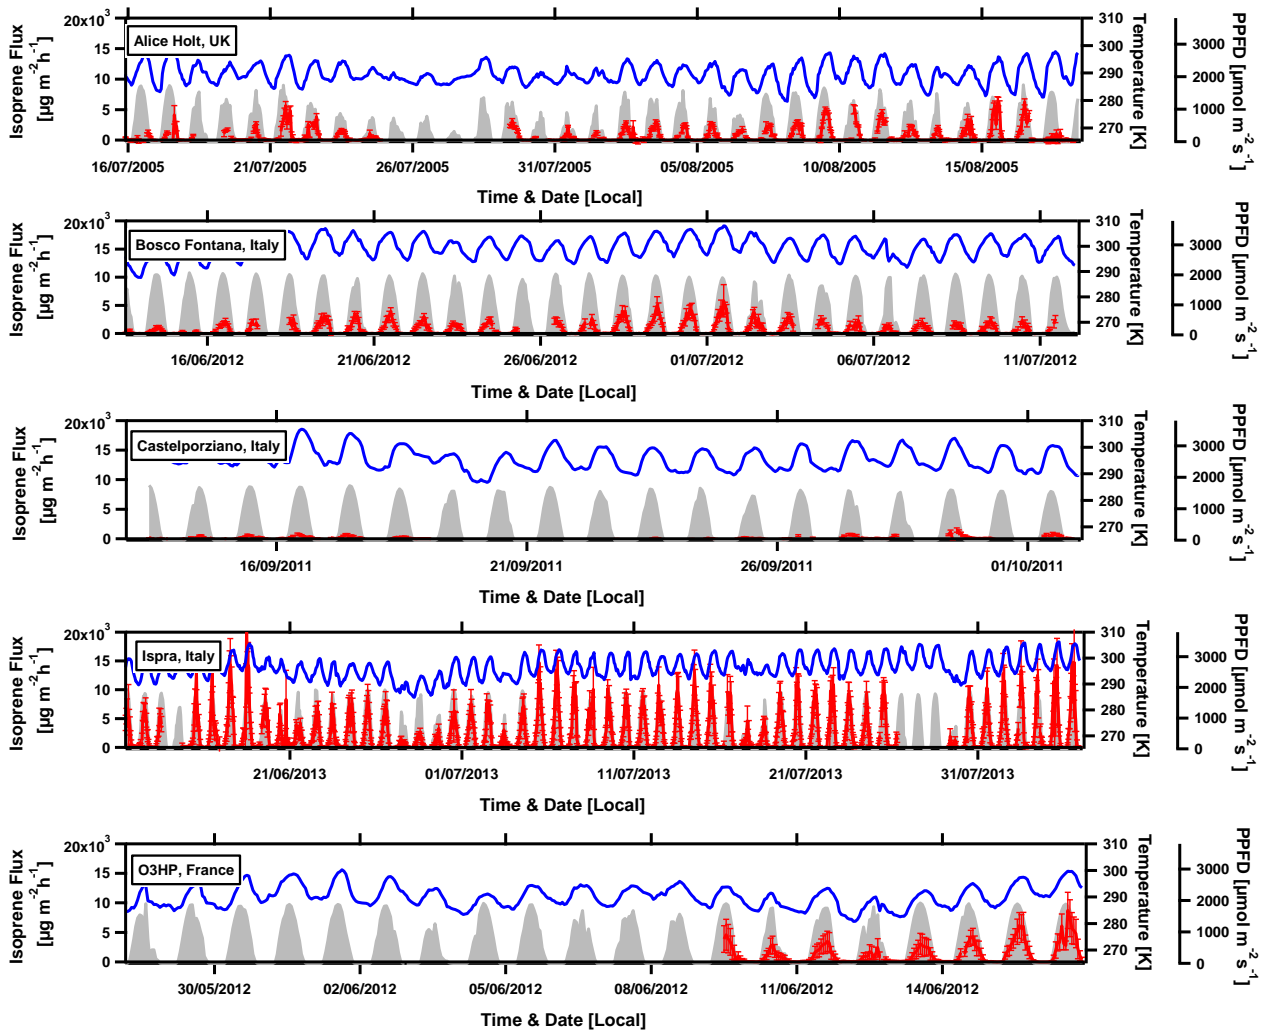 Isoprene Flux
[µg m⁻²h⁻¹]
20x10³
15
10
5
0
Alice Holt, UK
310
300
290
280
270
Temperature [K]
3000
2000
1000
0
PPFD [µmol m⁻² s⁻¹]
16/07/2005 21/07/2005 26/07/2005 31/07/2005 05/08/2005 10/08/2005 15/08/2005
Time & Date [Local]
Isoprene Flux
[µg m⁻²h⁻¹]
20x10³
15
10
5
0
Bosco Fontana, Italy
310
300
290
280
270
Temperature [K]
3000
2000
1000
0
PPFD [µmol m⁻² s⁻¹]
16/06/2012 21/06/2012 26/06/2012 01/07/2012 06/07/2012 11/07/2012
Time & Date [Local]
Isoprene Flux
[µg m⁻²h⁻¹]
20x10³
15
10
5
0
Castelporziano, Italy
310
300
290
280
270
Temperature [K]
3000
2000
1000
0
PPFD [µmol m⁻² s⁻¹]
16/09/2011 21/09/2011 26/09/2011 01/10/2011
Time & Date [Local]
Isoprene Flux
[µg m⁻²h⁻¹]
20x10³
15
10
5
0
Ispra, Italy
310
300
290
280
270
Temperature [K]
3000
2000
1000
0
PPFD [µmol m⁻² s⁻¹]
21/06/2013 01/07/2013 11/07/2013 21/07/2013 31/07/2013
Time & Date [Local]
Isoprene Flux
[µg m⁻²h⁻¹]
20x10³
15
10
5
0
O3HP, France
310
300
290
280
270
Temperature [K]
3000
2000
1000
0
PPFD [µmol m⁻² s⁻¹]
30/05/2012 02/06/2012 05/06/2012 08/06/2012 11/06/2012 14/06/2012
Time & Date [Local]